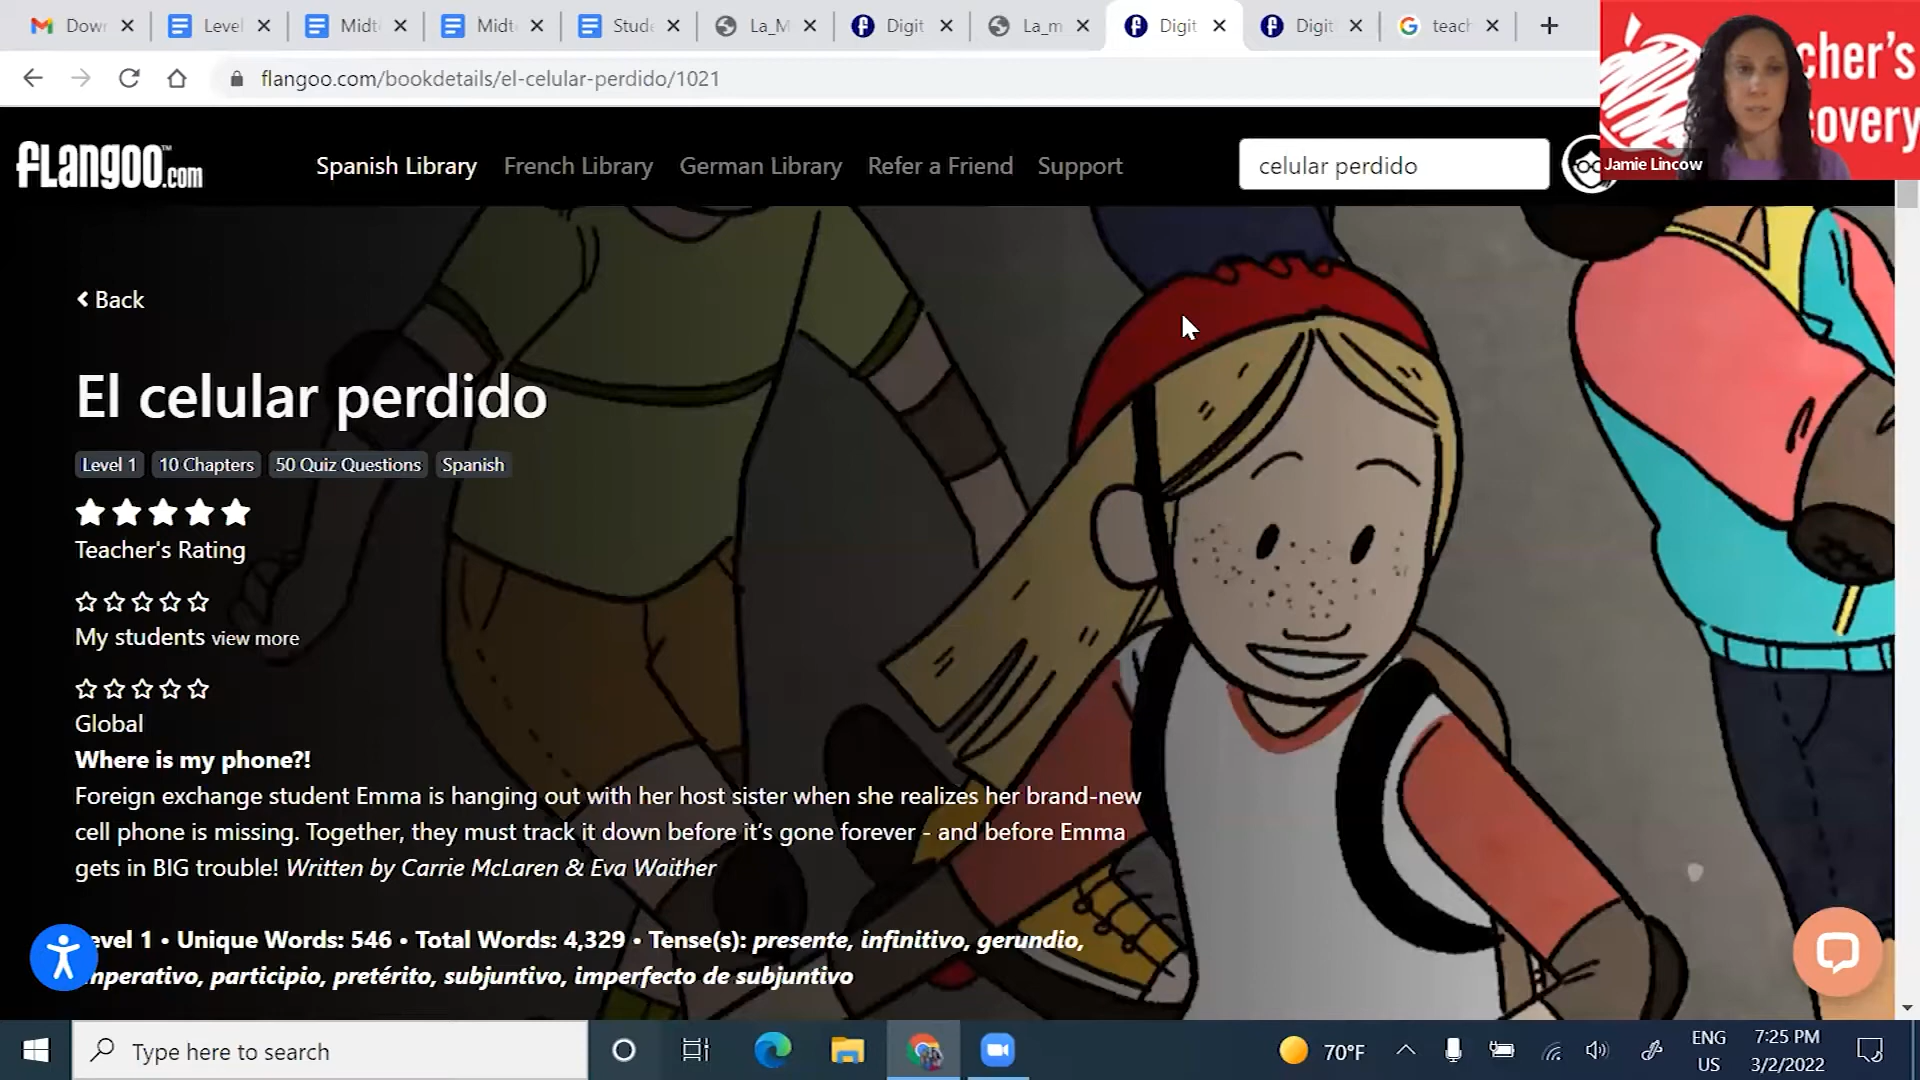 Dow
Level
Midt
Midt
Stude
La_M
Digit
La_m
Digit
Digit
teach
flangoo.com/bookdetails/el-celular-perdido/1021
cher's
covery
Jamie Lincow
FLangoo.com
Spanish Library
French Library
German Library
Refer a Friend
Support
celular perdido
Back
El celular perdido
Level 1
10 Chapters
50 Quiz Questions
Spanish
Teacher's Rating
My students view more
Global
Where is my phone?!
Foreign exchange student Emma is hanging out with her host sister when she realizes her brand-new
cell phone is missing. Together, they must track it down before it's gone forever - and before Emma
gets in BIG trouble! Written by Carrie McLaren & Eva Waither
evel 1 • Unique Words: 546 • Total Words: 4,329 • Tense(s): presente, infinitivo, gerundio,
mperativo, participio, pretérito, subjuntivo, imperfecto de subjuntivo
Type here to search
70°F
ENG
US
7:25 PM
3/2/2022